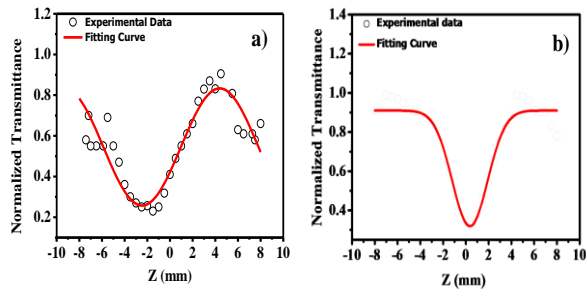 Experimental Data
Fitting Curve
a)
Normalized Transmittance
1.2
1.0
0.8
0.6
0.4
0.2
-10 -8 -6 -4 -2 0 2 4 6 8 10
Z (mm)
Experimental data
Fitting Curve
b)
Normalized Transmittance
1.4
1.2
1.0
0.8
0.6
0.4
-10 -8 -6 -4 -2 0 2 4 6 8 10
Z (mm)